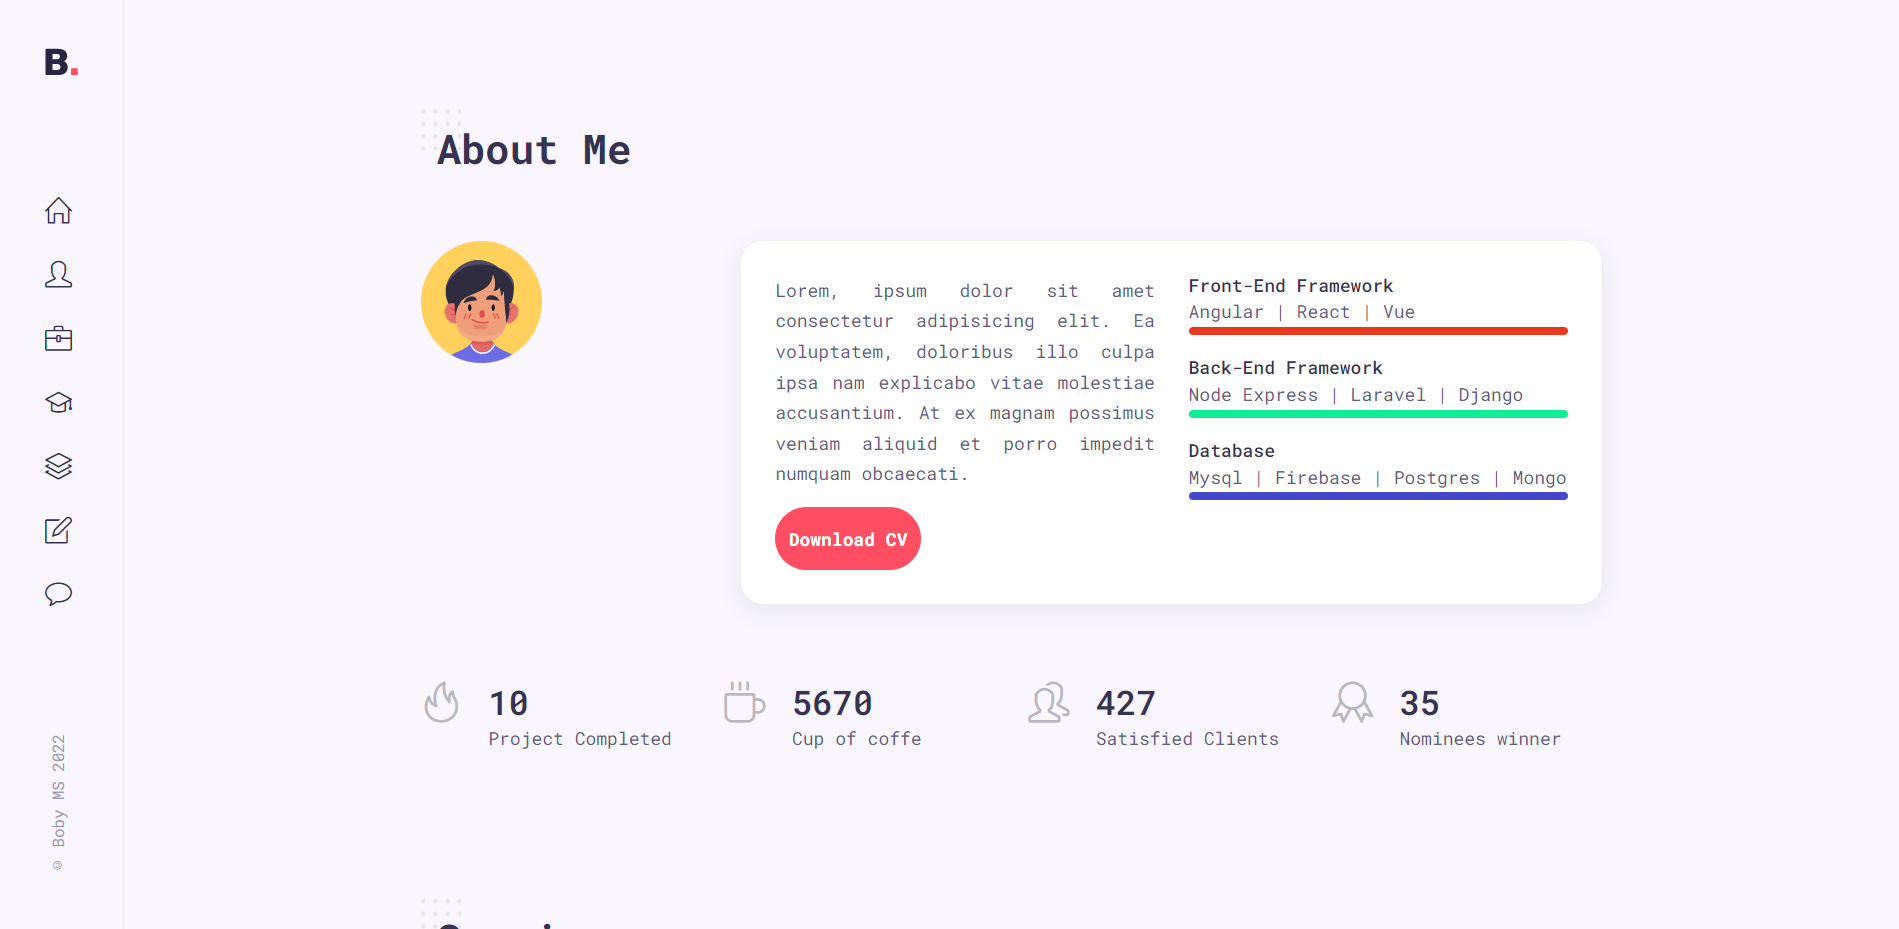 B.
About Me
Lorem, ipsum dolor sit amet
consectetur adipisicing elit. Ea
voluptatem, doloribus illo culpa
ipsa nam explicabo vitae molestiae
accusantium. At ex magnam possimus
veniam aliquid et porro impedit
numquam obcaecati.
Download CV
Front-End Framework
Angular | React | Vue
Back-End Framework
Node Express | Laravel | Django
Database
Mysql | Firebase | Postgres | Mongo
10
Project Completed
5670
Cup of coffe
427
Satisfied Clients
35
Nominees winner
© Boby MS 2022